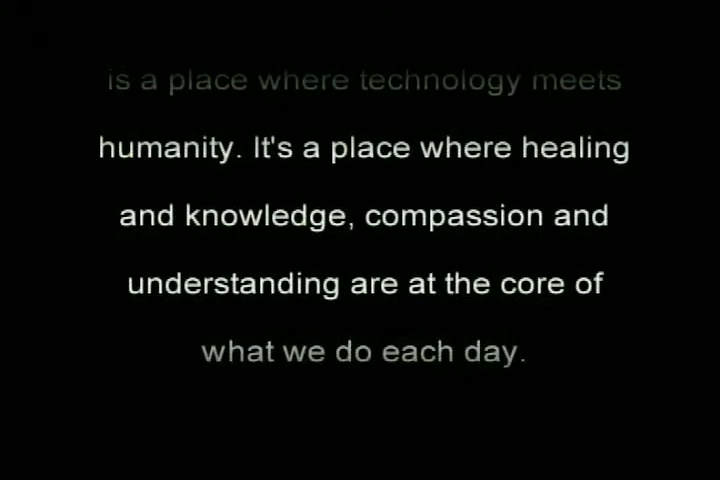 is a place where technology meets
humanity. It's a place where healing
and knowledge, compassion and
understanding are at the core of
what we do each day.